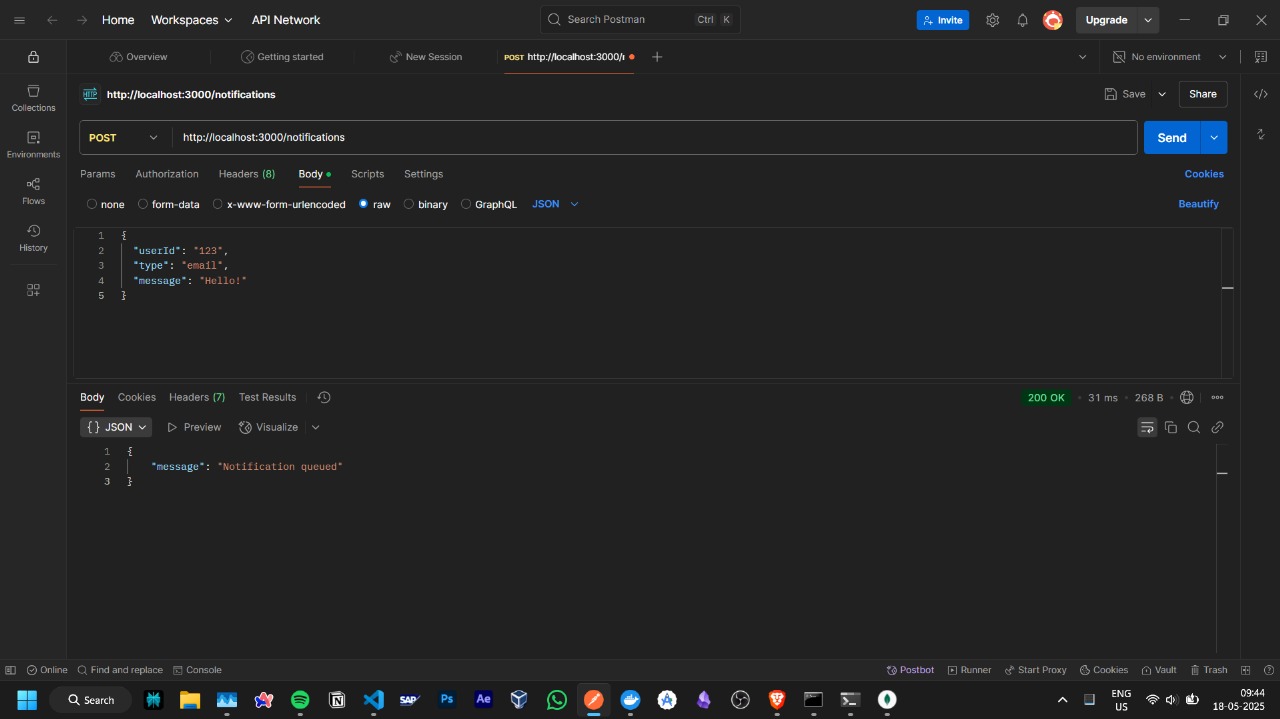 Home
Workspaces
API Network
Search Postman
Ctrl
K
Invite
Upgrade
Overview
Getting started
New Session
POST http://localhost:3000/r
No environment
HTTP
http://localhost:3000/notifications
Save
Share
Collections
Environments
Flows
History
POST
http://localhost:3000/notifications
Send
Params
Authorization
Headers (8)
Body
Scripts
Settings
Cookies
none
form-data
x-www-form-urlencoded
raw
binary
GraphQL
JSON
Beautify
1 {
2 "userId": "123",
3 "type": "email",
4 "message": "Hello!"
5 }
Body
Cookies
Headers (7)
Test Results
200 OK
31 ms
268 B
{} JSON
Preview
Visualize
1 {
2 "message": "Notification queued"
3 }
Online
Find and replace
Console
Postbot
Runner
Start Proxy
Cookies
Vault
Trash
Search
SAP
Ps
Ae
ENG
US
09:44
18-05-2025